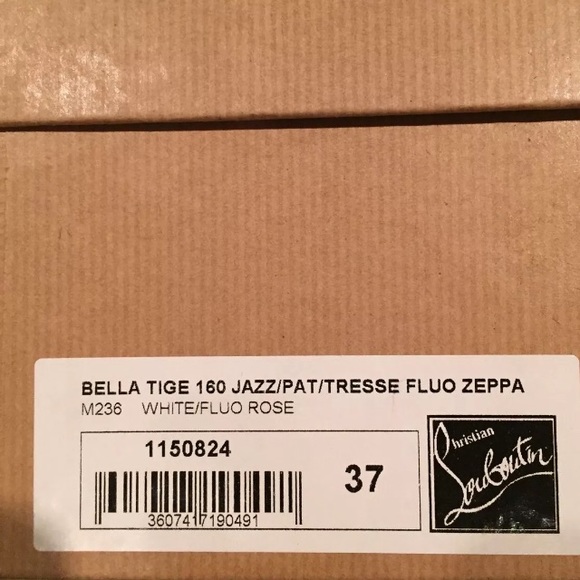 BELLA TIGE 160 JAZZ/PAT/TRESSE FLUO ZEPPA
M236 WHITE/FLUO ROSE
1150824
37
3607417190491
Christian
Louboutin